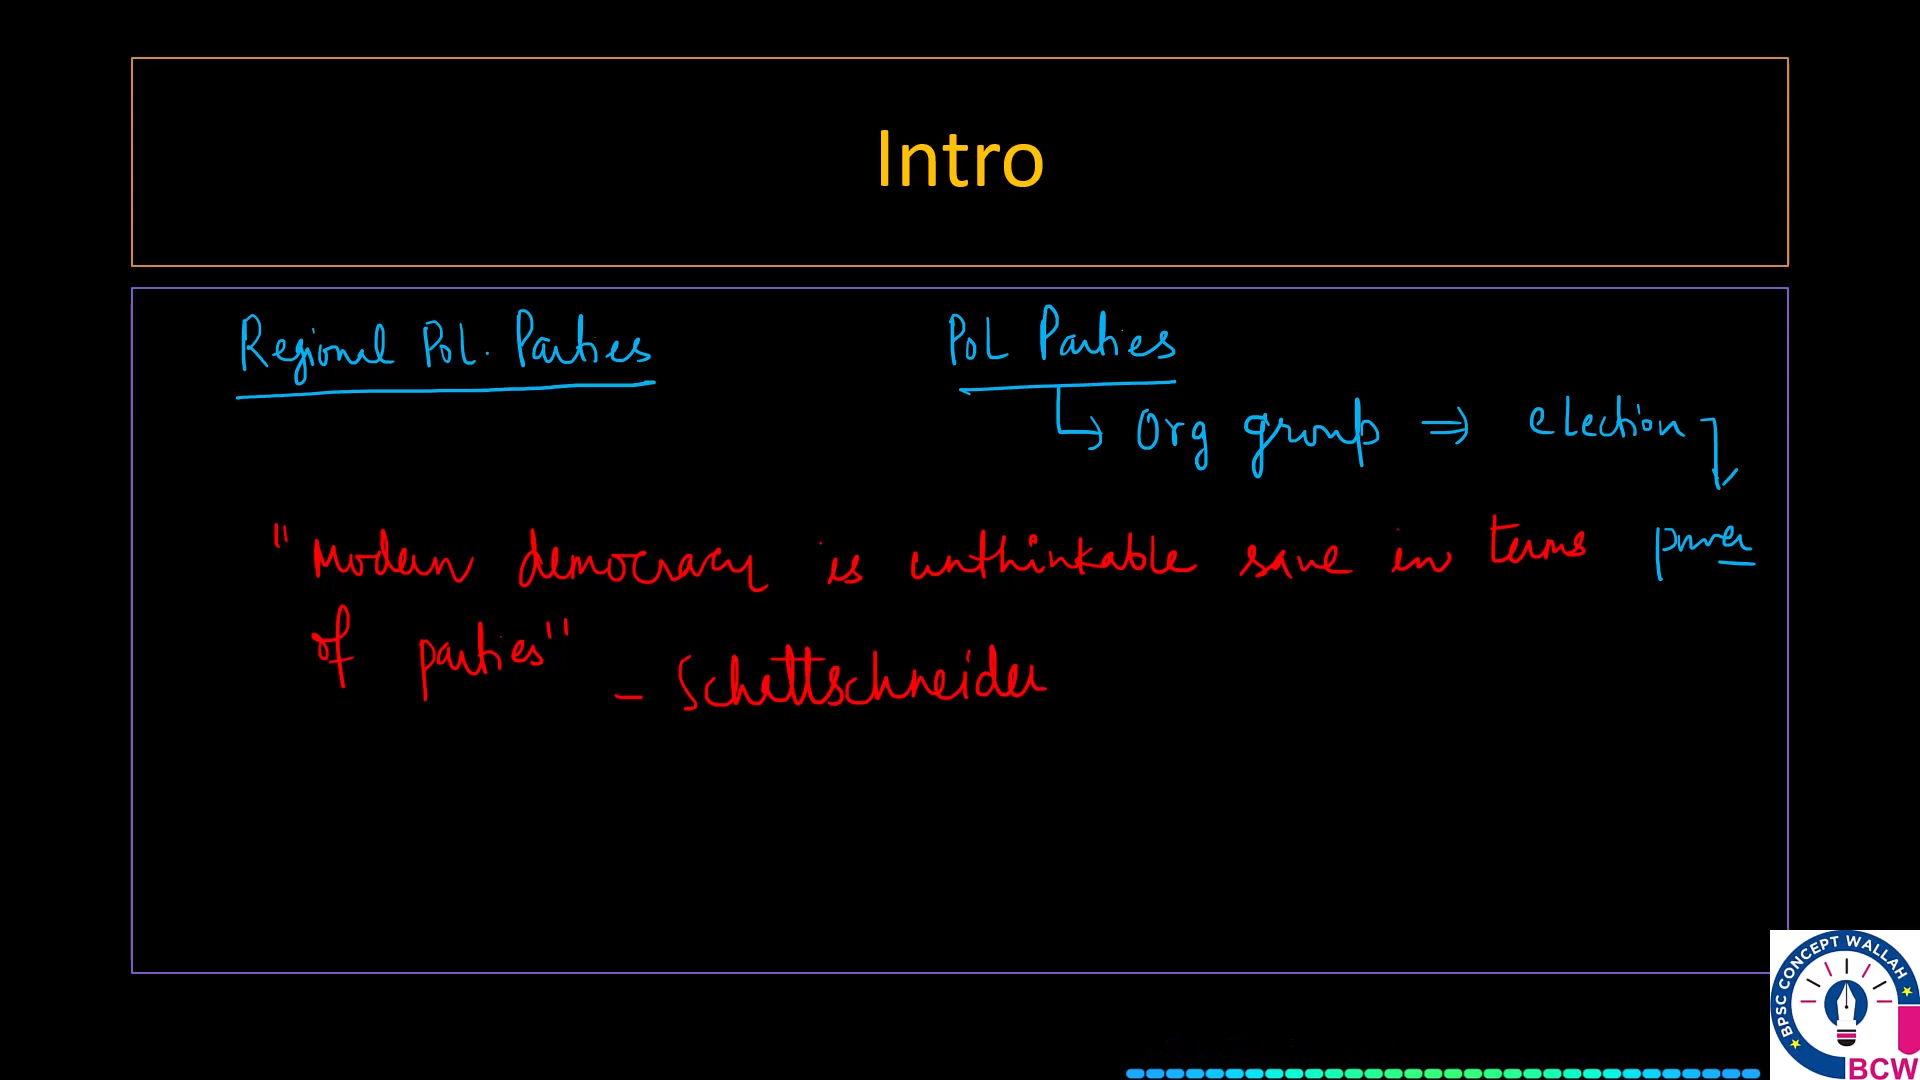 Intro
Regional Pol. Parties
Pol Parties
↳ Org group ⇒ election
power
"Modern democracy is unthinkable save in terms
of parties"
– Schattschneider
BPSC CONCEPT WALLAH
BCW